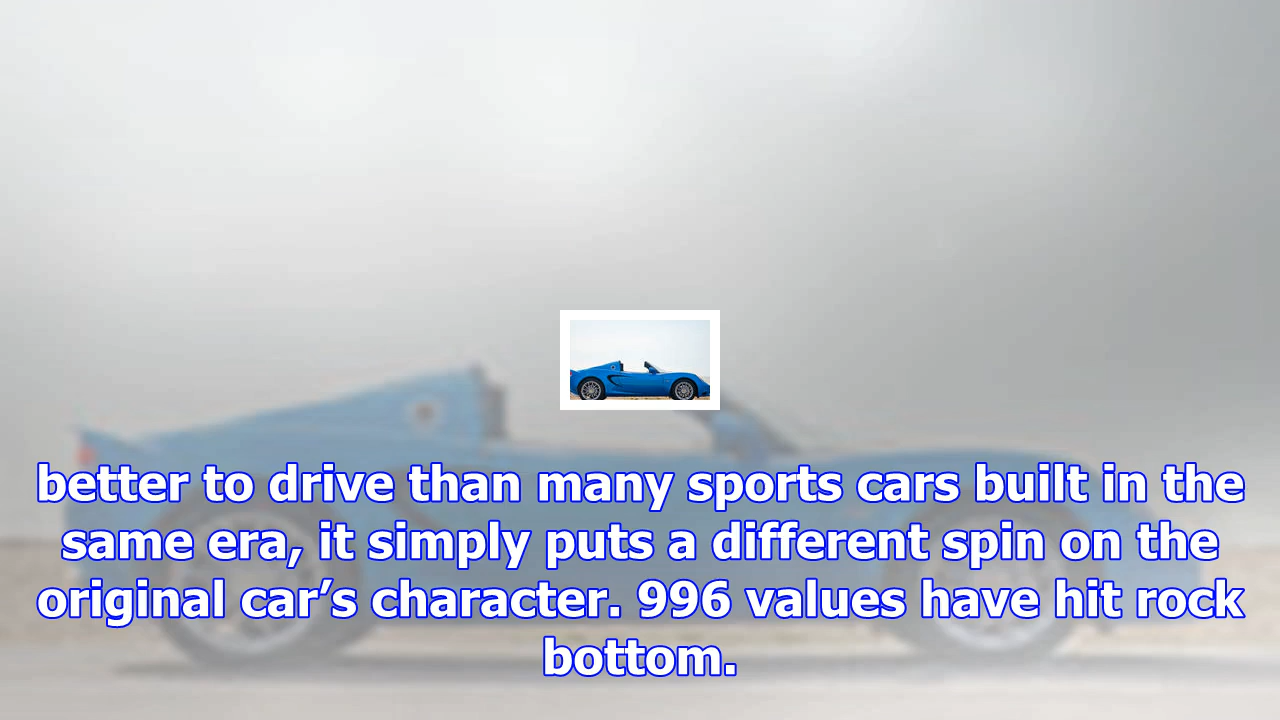 better to drive than many sports cars built in the
same era, it simply puts a different spin on the
original car’s character. 996 values have hit rock
bottom.